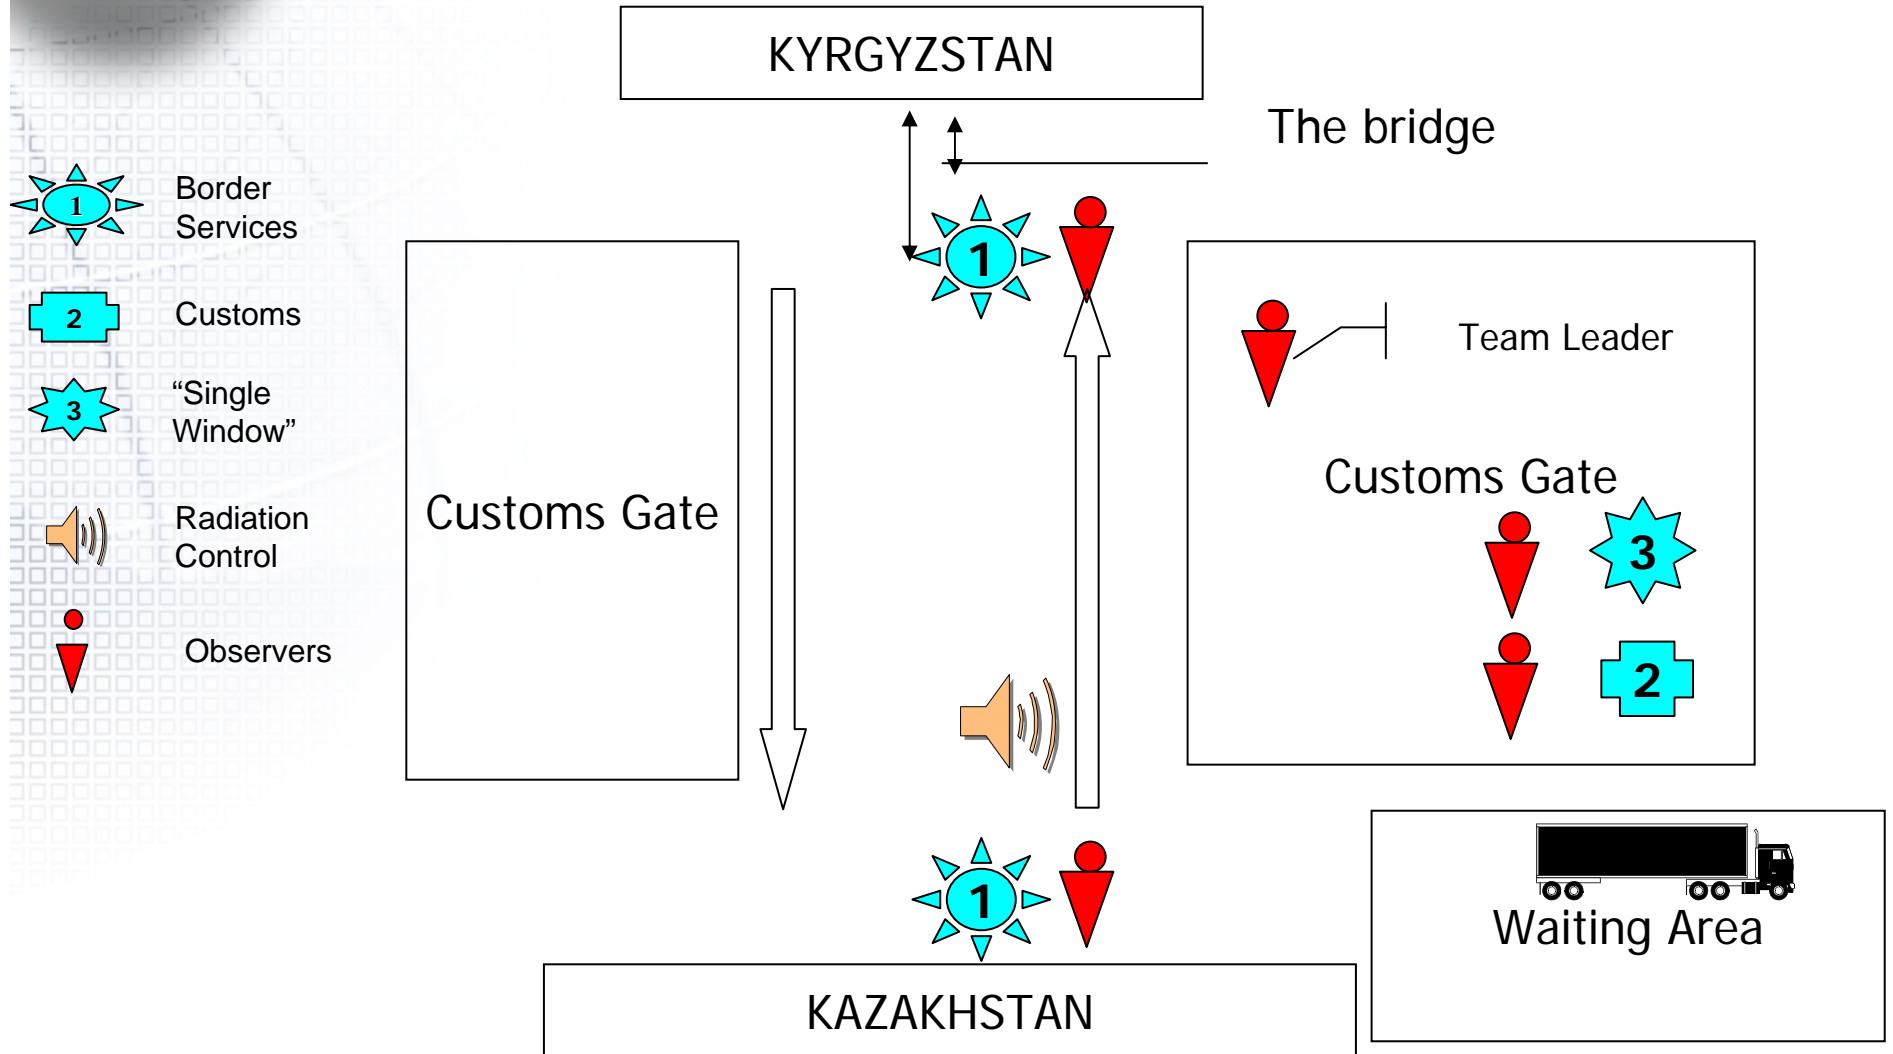 KYRGYZSTAN
The bridge
1
Border
Services
2
Customs
3
“Single
Window”
Radiation
Control
Observers
1
Team Leader
Customs Gate
Customs Gate
3
2
1
Waiting Area
KAZAKHSTAN